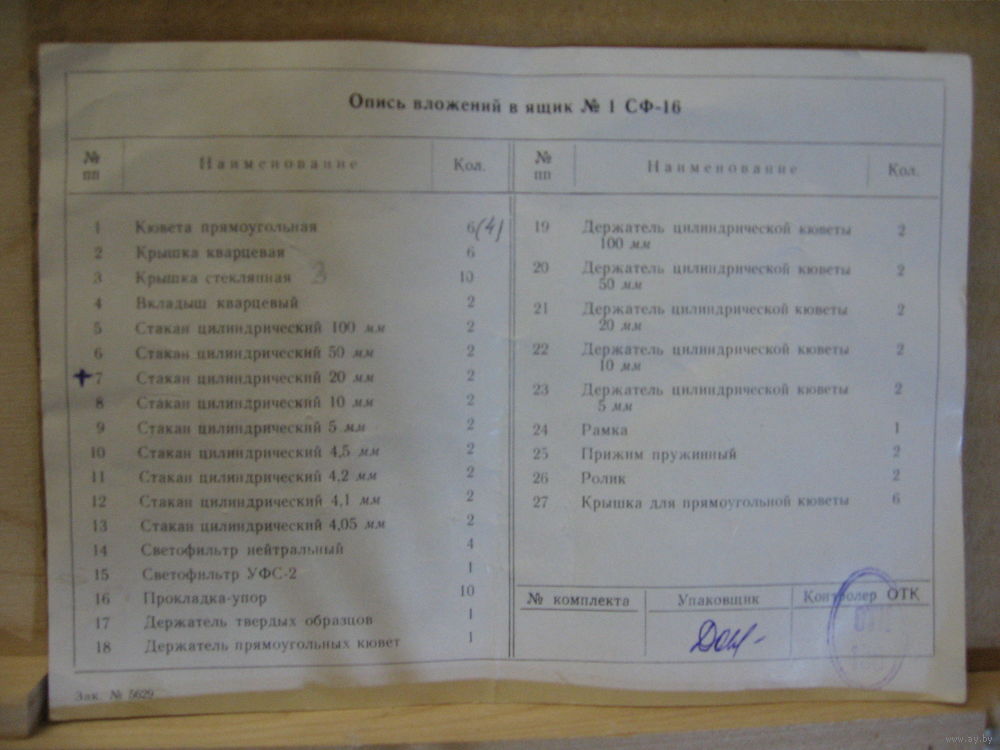 Опись вложений в ящик № 1 СФ-16
№ пп Наименование Кол.
1 Кювета прямоугольная 6 (4)
2 Крышка кварцевая 6
3 Крышка стеклянная 3 10
4 Вкладыш кварцевый 2
5 Стакан цилиндрический 100 мм 2
6 Стакан цилиндрический 50 мм 2
+7 Стакан цилиндрический 20 мм 2
8 Стакан цилиндрический 10 мм 2
9 Стакан цилиндрический 5 мм 2
10 Стакан цилиндрический 4,5 мм 2
11 Стакан цилиндрический 4,2 мм 2
12 Стакан цилиндрический 4,1 мм 2
13 Стакан цилиндрический 4,05 мм 2
14 Светофильтр нейтральный 4
15 Светофильтр УФС-2 1
16 Прокладка-упор 10
17 Держатель твердых образцов 1
18 Держатель прямоугольных кювет 1
№ пп Наименование Кол.
19 Держатель цилиндрической кюветы 2
100 мм
20 Держатель цилиндрической кюветы 2
50 мм
21 Держатель цилиндрической кюветы 2
20 мм
22 Держатель цилиндрической кюветы 2
10 мм
23 Держатель цилиндрической кюветы 2
5 мм
24 Рамка 1
25 Прижим пружинный 2
26 Ролик 2
27 Крышка для прямоугольной кюветы 6
№ комплекта Упаковщик Контролер ОТК
Зак. № 5629
www.ay.by